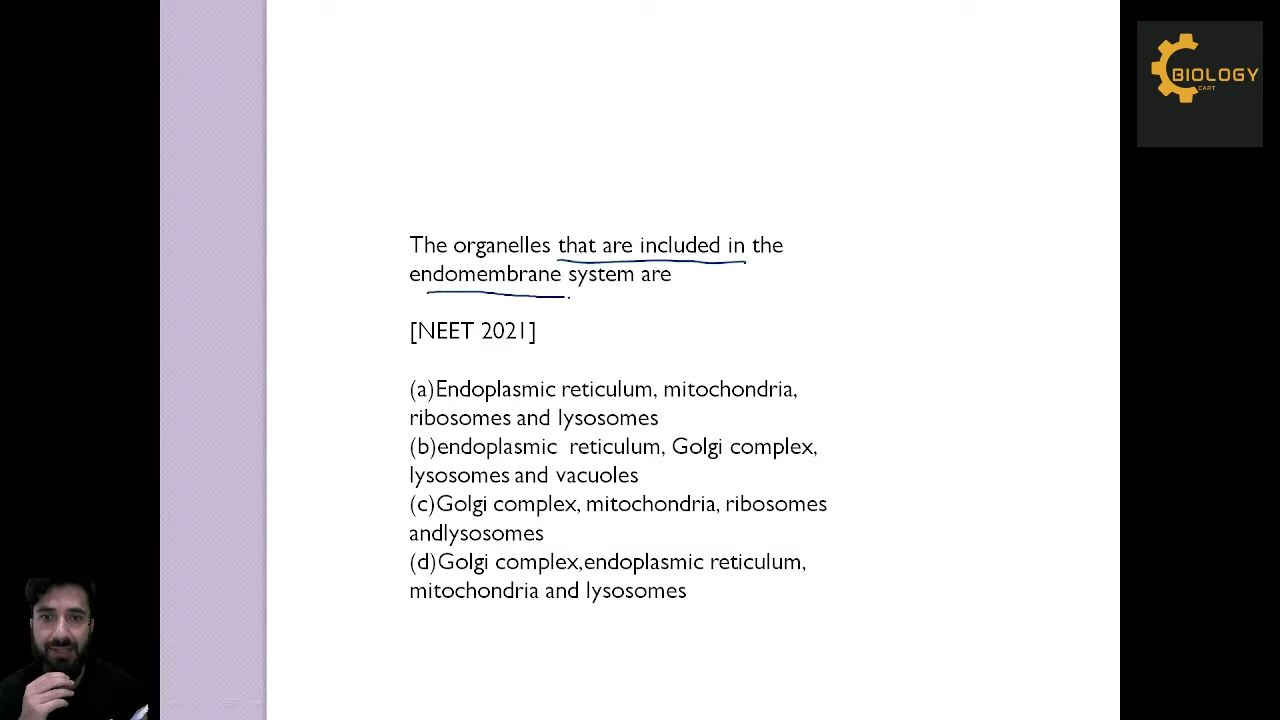 BIOLOGY
CART
The organelles that are included in the
endomembrane system are
[NEET 2021]
(a)Endoplasmic reticulum, mitochondria,
ribosomes and lysosomes
(b)endoplasmic  reticulum, Golgi complex,
lysosomes and vacuoles
(c)Golgi complex, mitochondria, ribosomes
andlysosomes
(d)Golgi complex,endoplasmic reticulum,
mitochondria and lysosomes